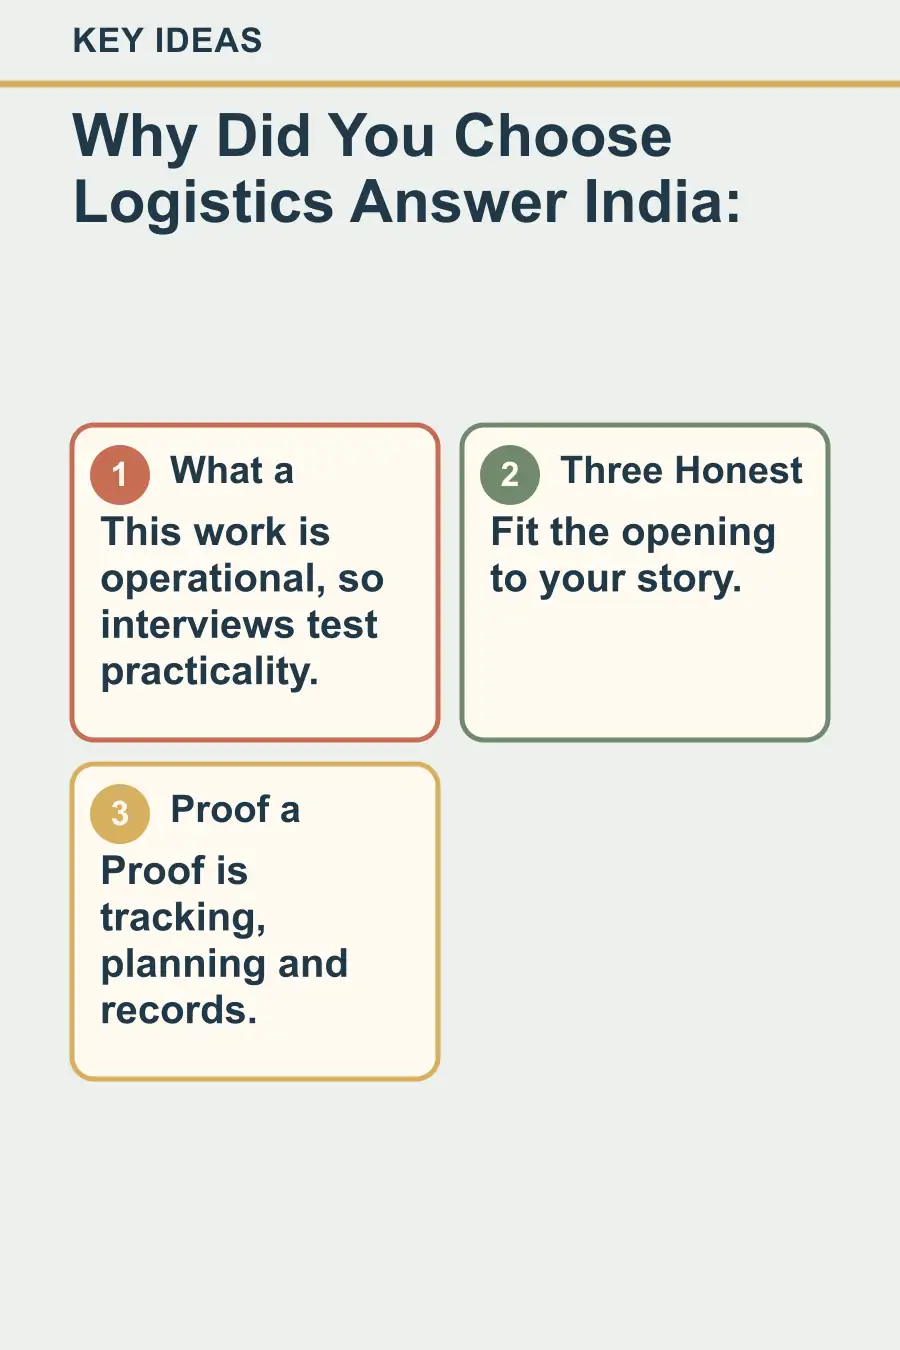 KEY IDEAS
Why Did You Choose
Logistics Answer India:
1 What a
This work is
operational, so
interviews test
practicality.
2 Three Honest
Fit the opening
to your story.
3 Proof a
Proof is
tracking,
planning and
records.